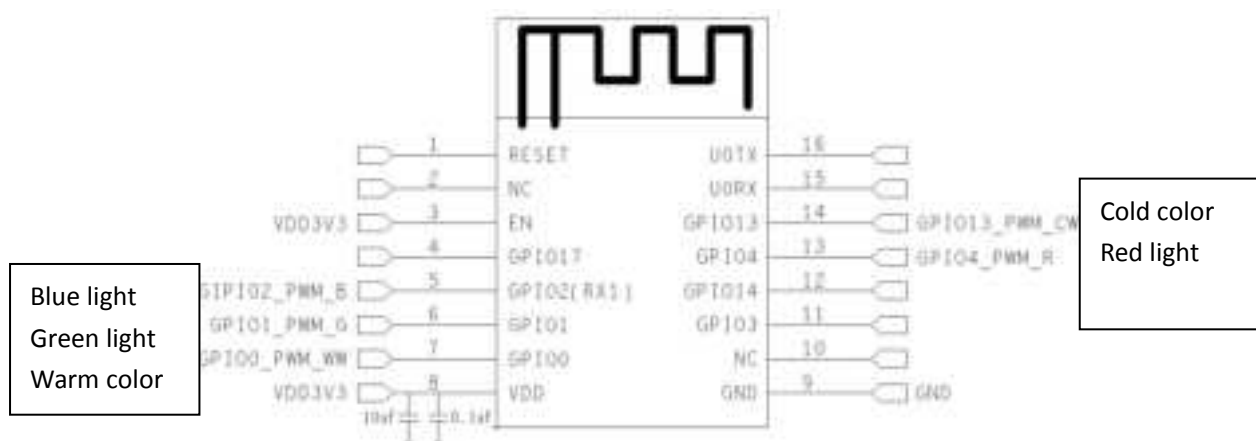 1 RESET UOTX 16
2 NC UORX 15
VDD3V3 3 EN GPIO13 14 GPIO13_PWM_CW
4 GPIO17 GPIO4 13 GPIO4_PWM_R
GIPIO2_PWM_B 5 GPIO2(RX1) GPIO14 12
GPIO1_PWM_G 6 GPIO1 GPIO3 11
GPIO0_PWM_WW 7 GPIO0 NC 10
VDD3V3 8 VDD GND 9 GND
10uf 0.1uf
Blue light
Green light
Warm color
Cold color
Red light